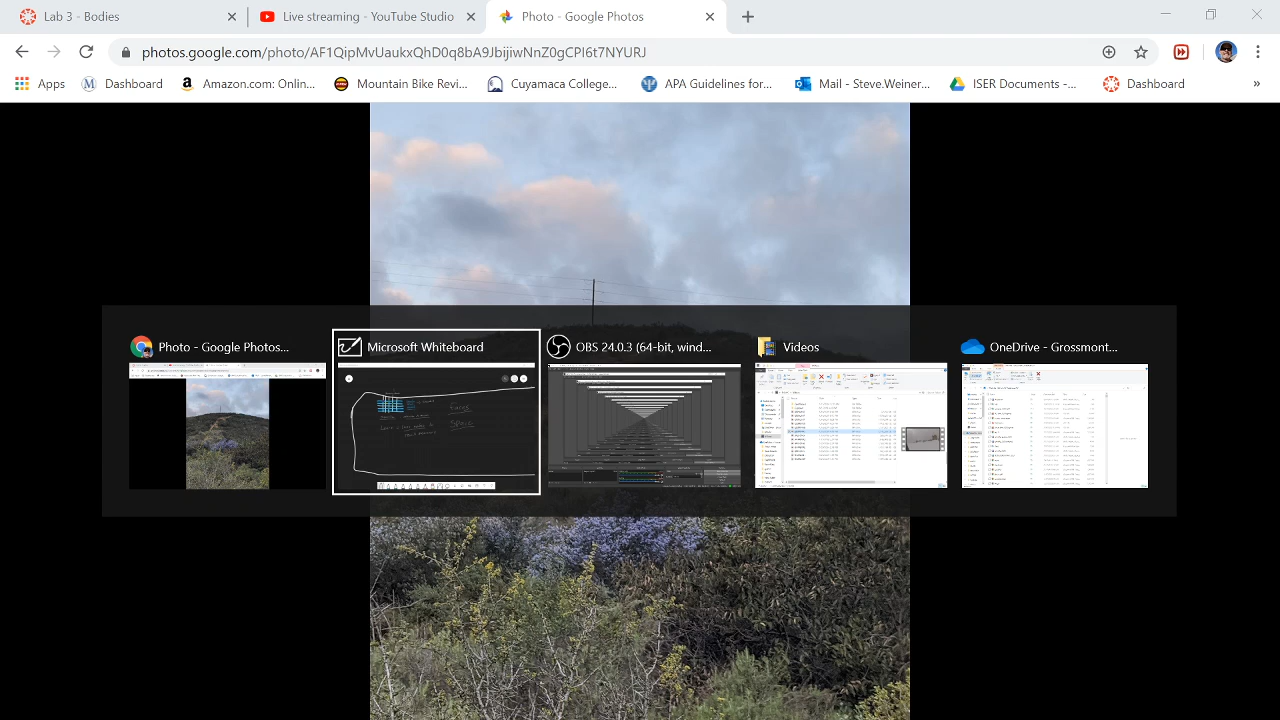 Lab 3 - Bodies
Live streaming - YouTube Studio
Photo - Google Photos
photos.google.com/photo/AF1QipMvUaukxQhD0q8bA9JbijiwNnZ0gCPI6t7NYURJ
Apps
Dashboard
Amazon.com: Onlin...
Mountain Bike Revi...
Cuyamaca College...
APA Guidelines for...
Mail - Steve.Weiner...
ISER Documents -...
Dashboard
»
Photo - Google Photos...
Microsoft Whiteboard
OBS 24.0.3 (64-bit, wind...
Videos
OneDrive - Grossmont...